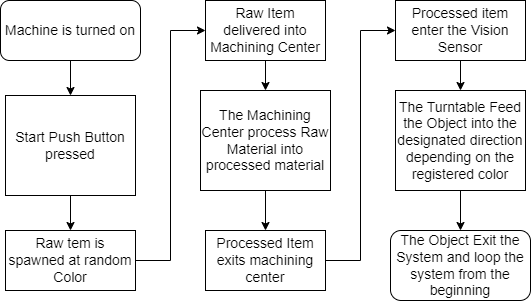 Machine is turned on
Start Push Button
pressed
Raw tem is
spawned at random
Color
Raw Item
delivered into
Machining Center
The Machining
Center process Raw
Material into
processed material
Processed Item
exits machining
center
Processed item
enter the Vision
Sensor
The Turntable Feed
the Object into the
designated direction
depending on the
registered color
The Object Exit the
System and loop the
system from the
beginning